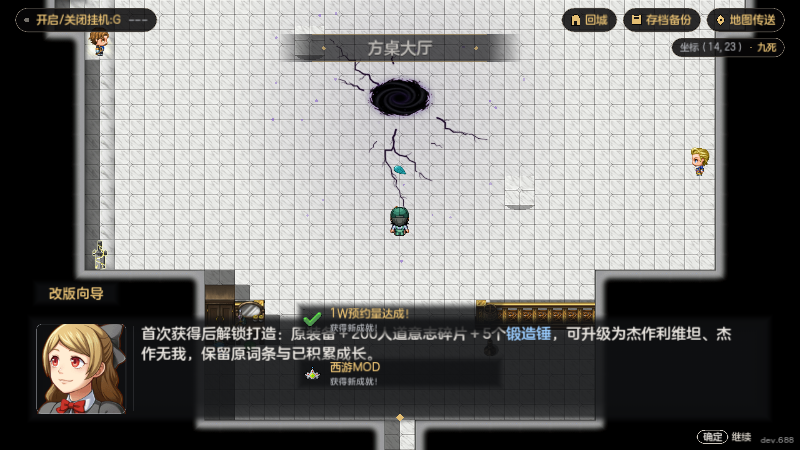 开启/关闭挂机:G ---
回城
存档备份
地图传送
方桌大厅
坐标 (14,23) · 九死
改版向导
首次获得后解锁打造：原装备＋200人道意志碎片＋5个锻造锤，可升级为杰作利维坦、杰
作无我，保留原词条与已积累成长。
1W预约量达成!
获得新成就!
西游MOD
获得新成就!
确定 继续
dev.688